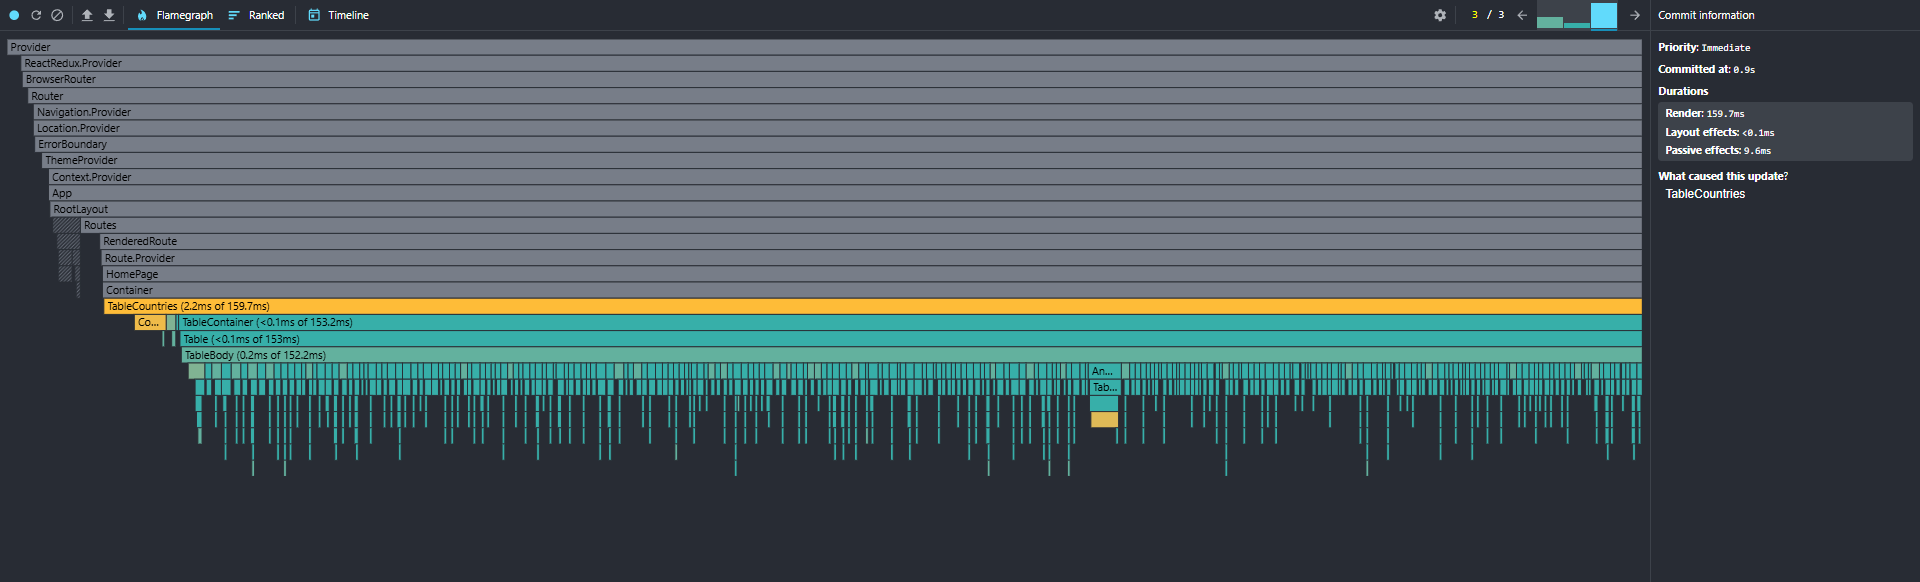 Flamegraph Ranked Timeline 3 / 3 Commit information
Provider
ReactRedux.Provider
BrowserRouter
Router
Navigation.Provider
Location.Provider
ErrorBoundary
ThemeProvider
Context.Provider
App
RootLayout
Routes
RenderedRoute
Route.Provider
HomePage
Container
TableCountries (2.2ms of 159.7ms)
Co... TableContainer (<0.1ms of 153.2ms)
Table (<0.1ms of 153ms)
TableBody (0.2ms of 152.2ms)
An...
Tab...
Priority: Immediate
Committed at: 0.9s
Durations
Render: 159.7ms
Layout effects: <0.1ms
Passive effects: 9.6ms
What caused this update?
TableCountries